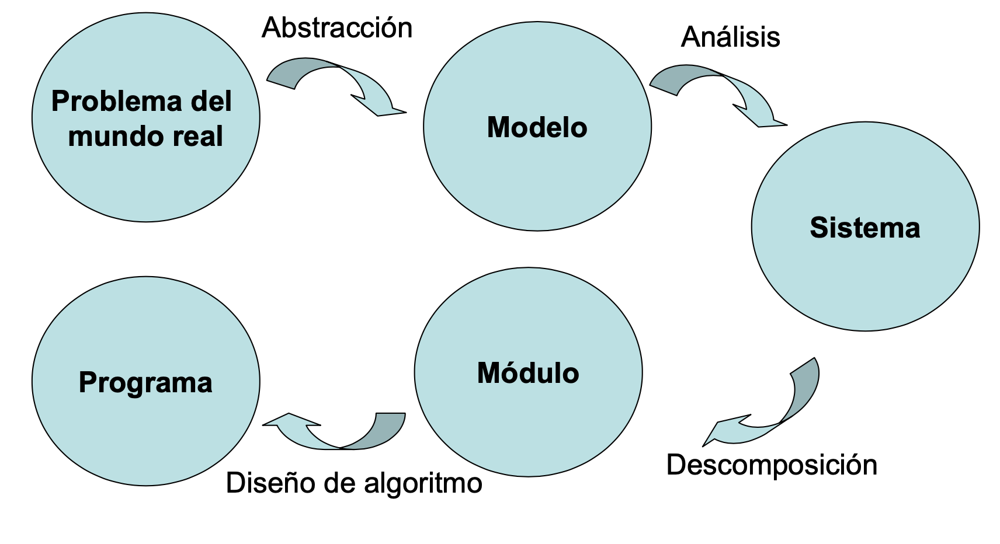 Abstracción
Análisis
Problema del
mundo real
Modelo
Sistema
Programa
Módulo
Descomposición
Diseño de algoritmo